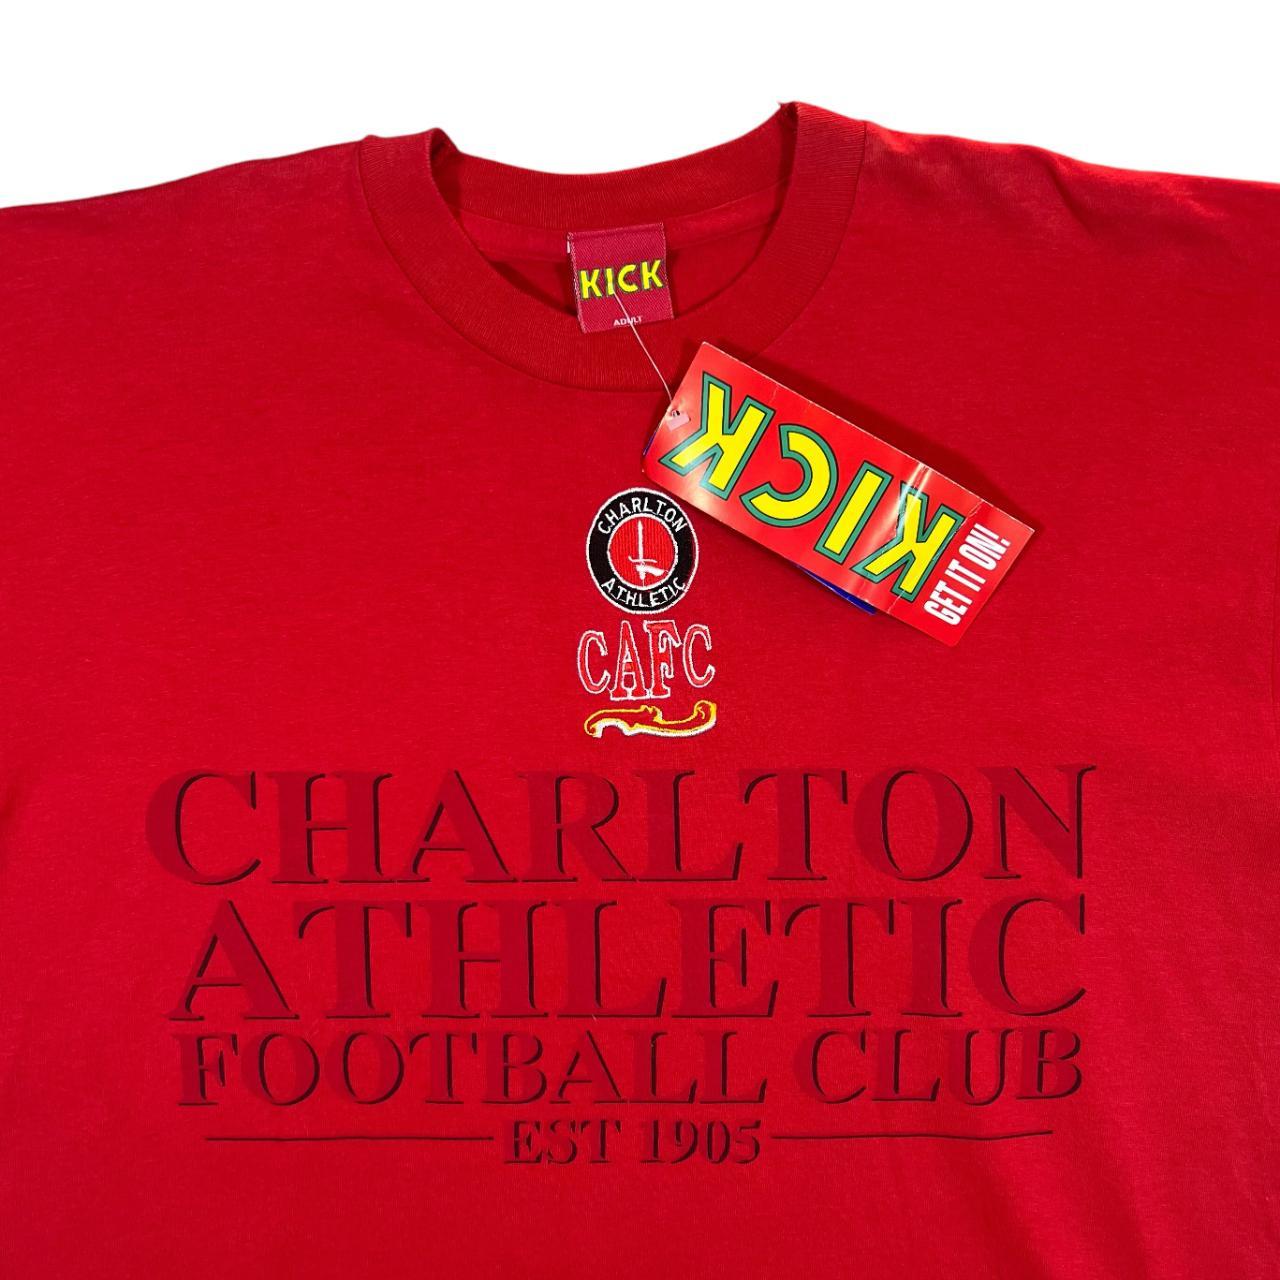 KICK
ADULT
KICK
GET IT ON!
CHARLTON
ATHLETIC
CAFC
CHARLTON
ATHLETIC
FOOTBALL CLUB
EST 1905